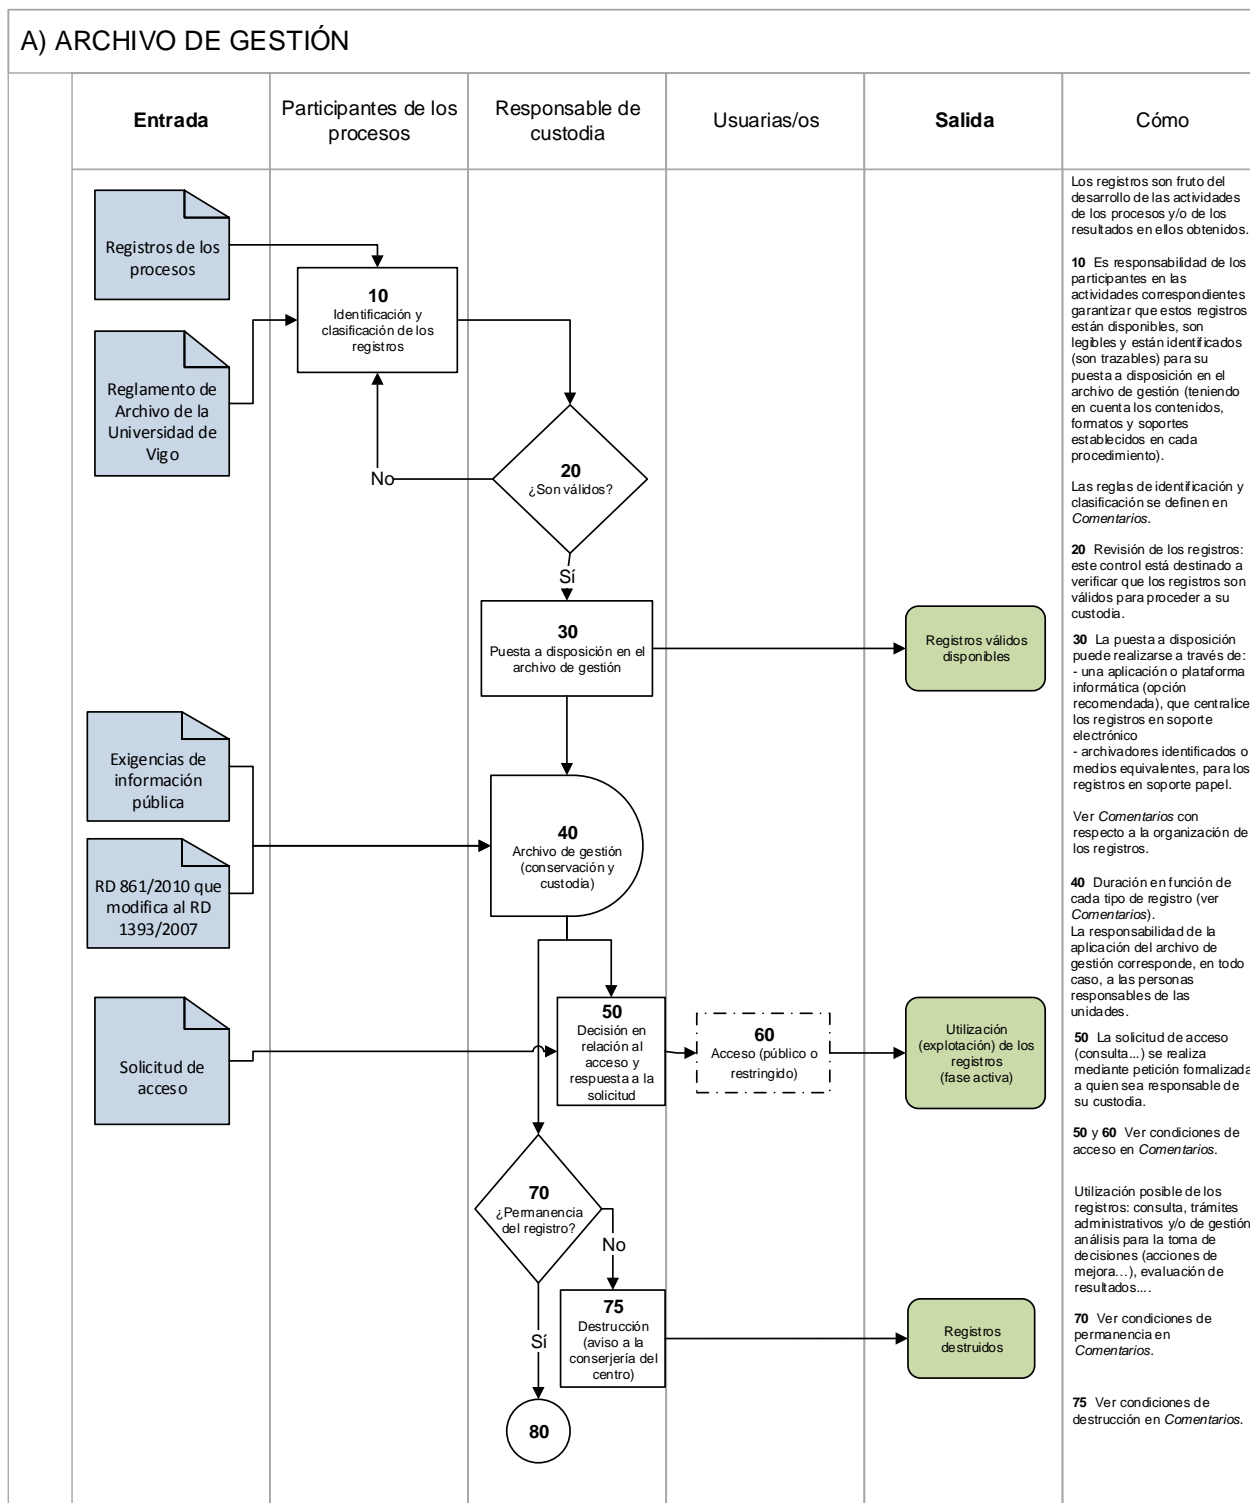 A) ARCHIVO DE GESTIÓN
Entrada
Participantes de los
procesos
Responsable de
custodia
Usuarias/os
Salida
Cómo
Registros de los
procesos
Reglamento de
Archivo de la
Universidad de
Vigo
10
Identificación y
clasificación de los
registros
No
20
¿Son válidos?
Sí
30
Puesta a disposición en el
archivo de gestión
Registros válidos
disponibles
Exigencias de
información
pública
RD 861/2010 que
modifica al RD
1393/2007
40
Archivo de gestión
(conservación y
custodia)
Solicitud de
acceso
50
Decisión en
relación al
acceso y
respuesta a la
solicitud
60
Acceso (público o
restringido)
Utilización
(explotación) de los
registros
(fase activa)
70
¿Permanencia
del registro?
No
Sí
75
Destrucción
(aviso a la
conserjería del
centro)
Registros
destruidos
80
Los registros son fruto del
desarrollo de las actividades
de los procesos y/o de los
resultados en ellos obtenidos.
10 Es responsabilidad de los
participantes en las
actividades correspondientes
garantizar que estos registros
están disponibles, son
legibles y están identificados
(son trazables) para su
puesta a disposición en el
archivo de gestión (teniendo
en cuenta los contenidos,
formatos y soportes
establecidos en cada
procedimiento).
Las reglas de identificación y
clasificación se definen en
Comentarios.
20 Revisión de los registros:
este control está destinado a
verificar que los registros son
válidos para proceder a su
custodia.
30 La puesta a disposición
puede realizarse a través de:
- una aplicación o plataforma
informática (opción
recomendada), que centralice
los registros en soporte
electrónico
- archivadores identificados o
medios equivalentes, para los
registros en soporte papel.
Ver Comentarios con
respecto a la organización de
los registros.
40 Duración en función de
cada tipo de registro (ver
Comentarios).
La responsabilidad de la
aplicación del archivo de
gestión corresponde, en todo
caso, a las personas
responsables de las
unidades.
50 La solicitud de acceso
(consulta...) se realiza
mediante petición formalizada
a quien sea responsable de
su custodia.
50 y 60 Ver condiciones de
acceso en Comentarios.
Utilización posible de los
registros: consulta, trámites
administrativos y/o de gestión
análisis para la toma de
decisiones (acciones de
mejora...), evaluación de
resultados....
70 Ver condiciones de
permanencia en
Comentarios.
75 Ver condiciones de
destrucción en Comentarios.